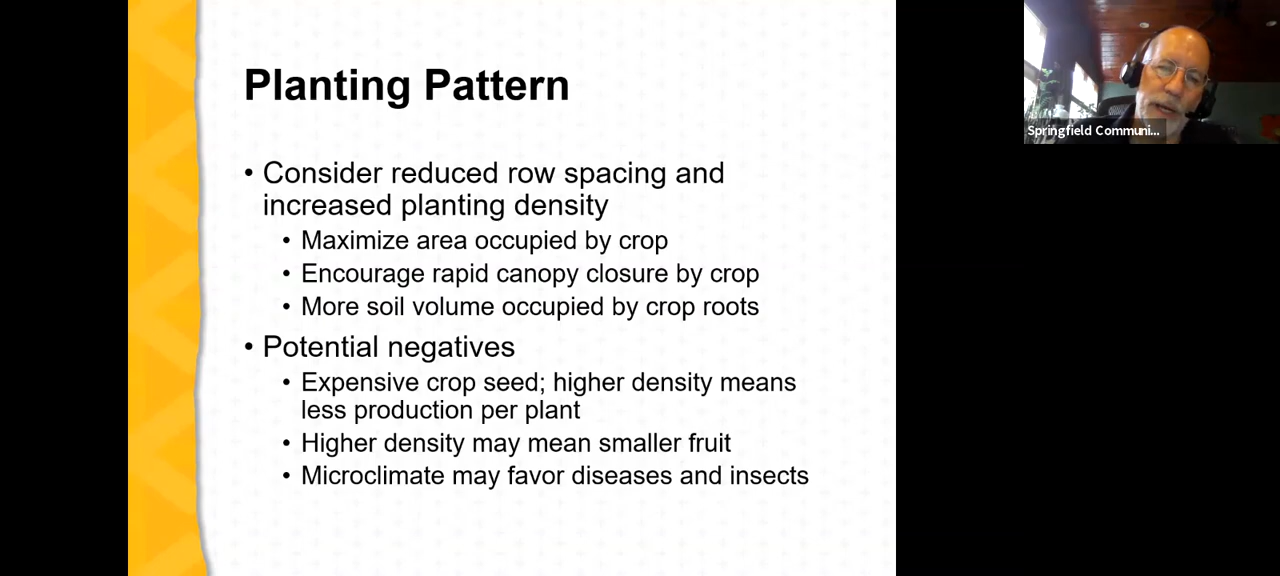 Planting Pattern
• Consider reduced row spacing and
increased planting density
• Maximize area occupied by crop
• Encourage rapid canopy closure by crop
• More soil volume occupied by crop roots
• Potential negatives
• Expensive crop seed; higher density means
less production per plant
• Higher density may mean smaller fruit
• Microclimate may favor diseases and insects
Springfield Communi...